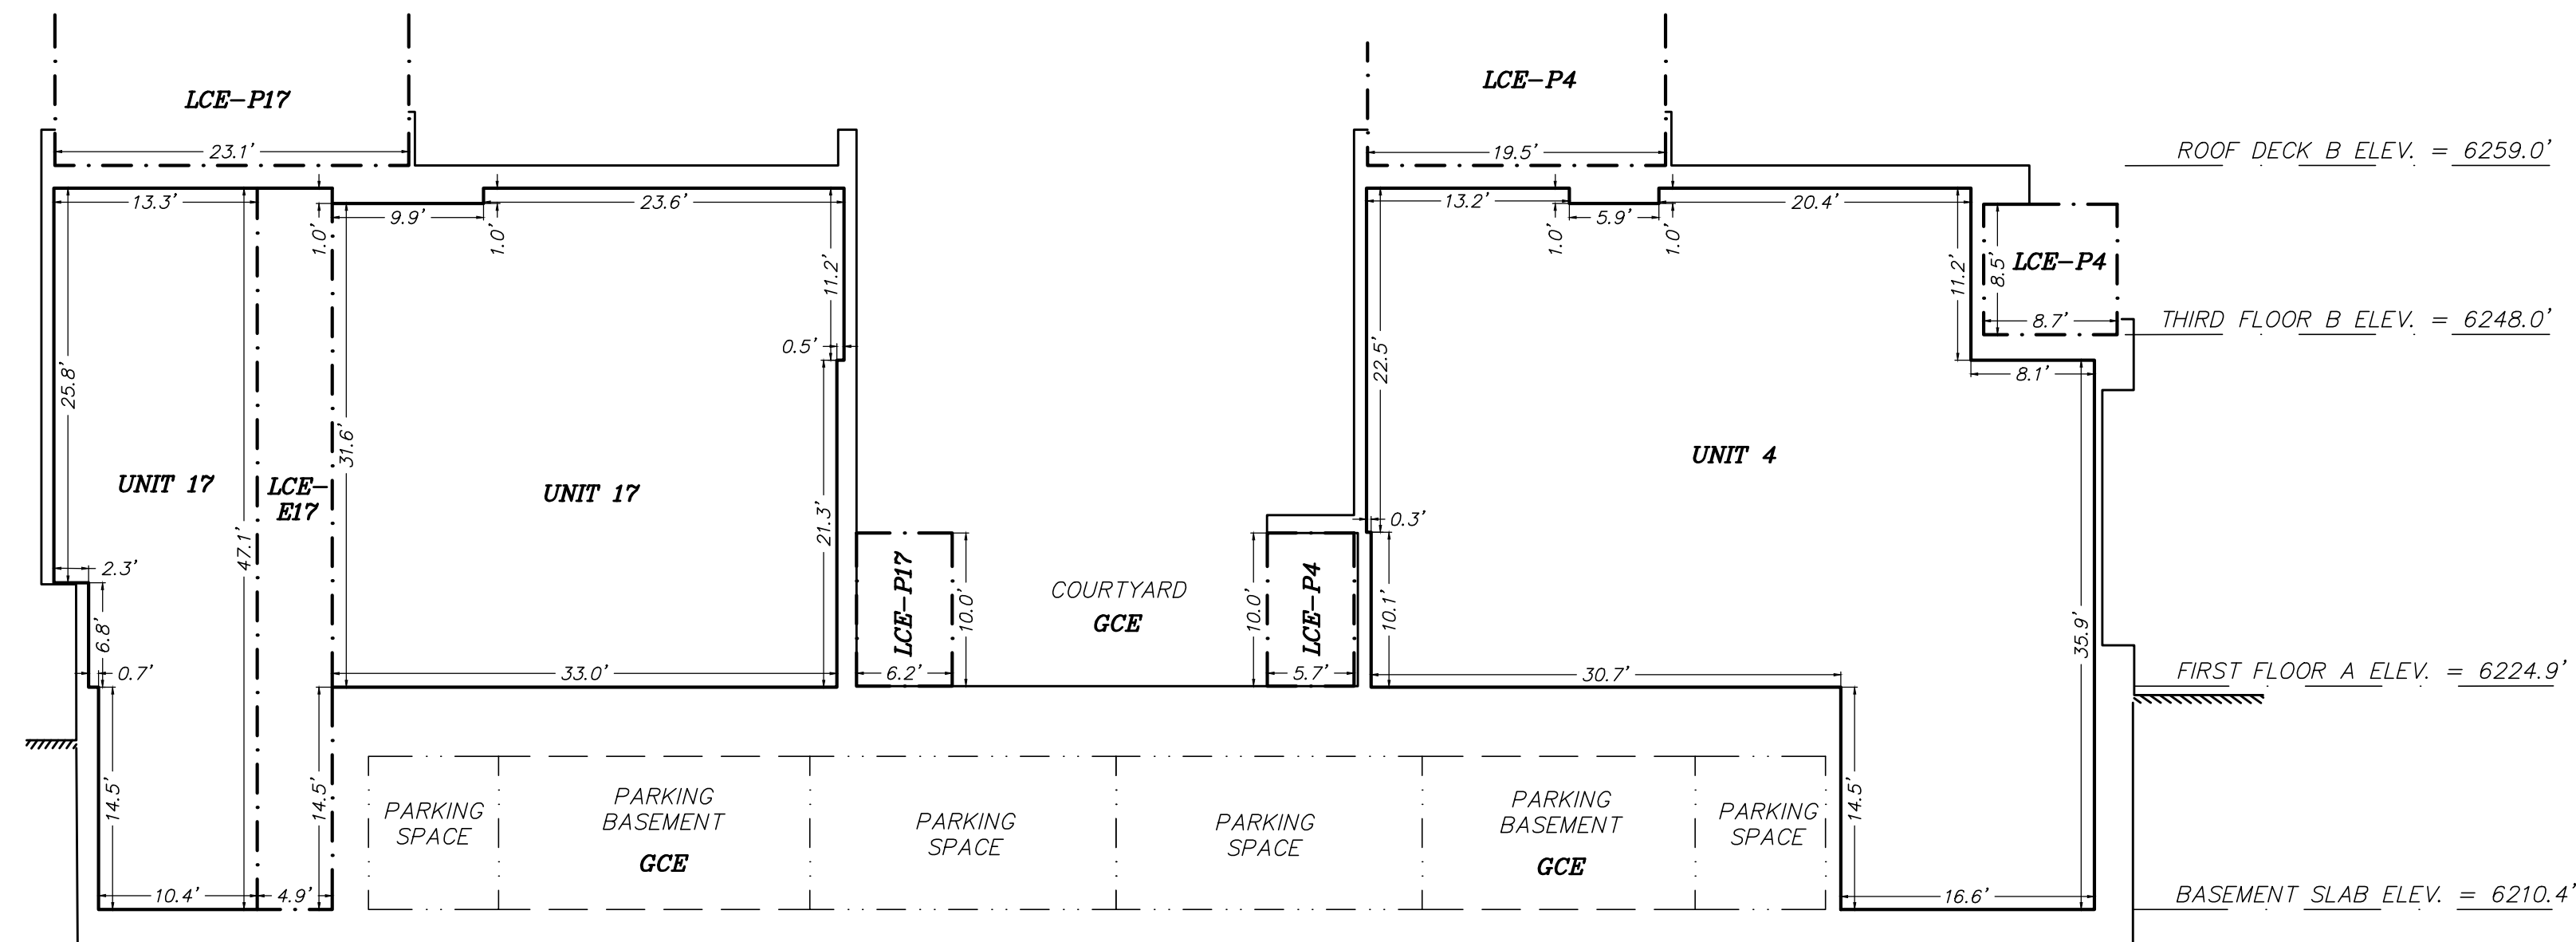 LCE-P17
LCE-P4
23.1'
19.5'
ROOF DECK B ELEV. = 6259.0'
13.3'
9.9'
23.6'
1.0'
1.0'
13.2'
5.9'
20.4'
1.0'
1.0'
11.2'
0.5'
11.2'
8.5'
LCE-P4
8.7'
THIRD FLOOR B ELEV. = 6248.0'
8.1'
25.8'
47.1'
31.6'
22.5'
UNIT 17
LCE-
E17
UNIT 17
UNIT 4
21.3'
0.3'
2.3'
6.8'
0.7'
33.0'
LCE-P17
10.0'
6.2'
COURTYARD
GCE
10.0'
LCE-P4
5.7'
10.1'
30.7'
35.9'
FIRST FLOOR A ELEV. = 6224.9'
14.5'
14.5'
10.4'
4.9'
PARKING
SPACE
PARKING
BASEMENT
GCE
PARKING
SPACE
PARKING
SPACE
PARKING
BASEMENT
GCE
PARKING
SPACE
14.5'
16.6'
BASEMENT SLAB ELEV. = 6210.4'